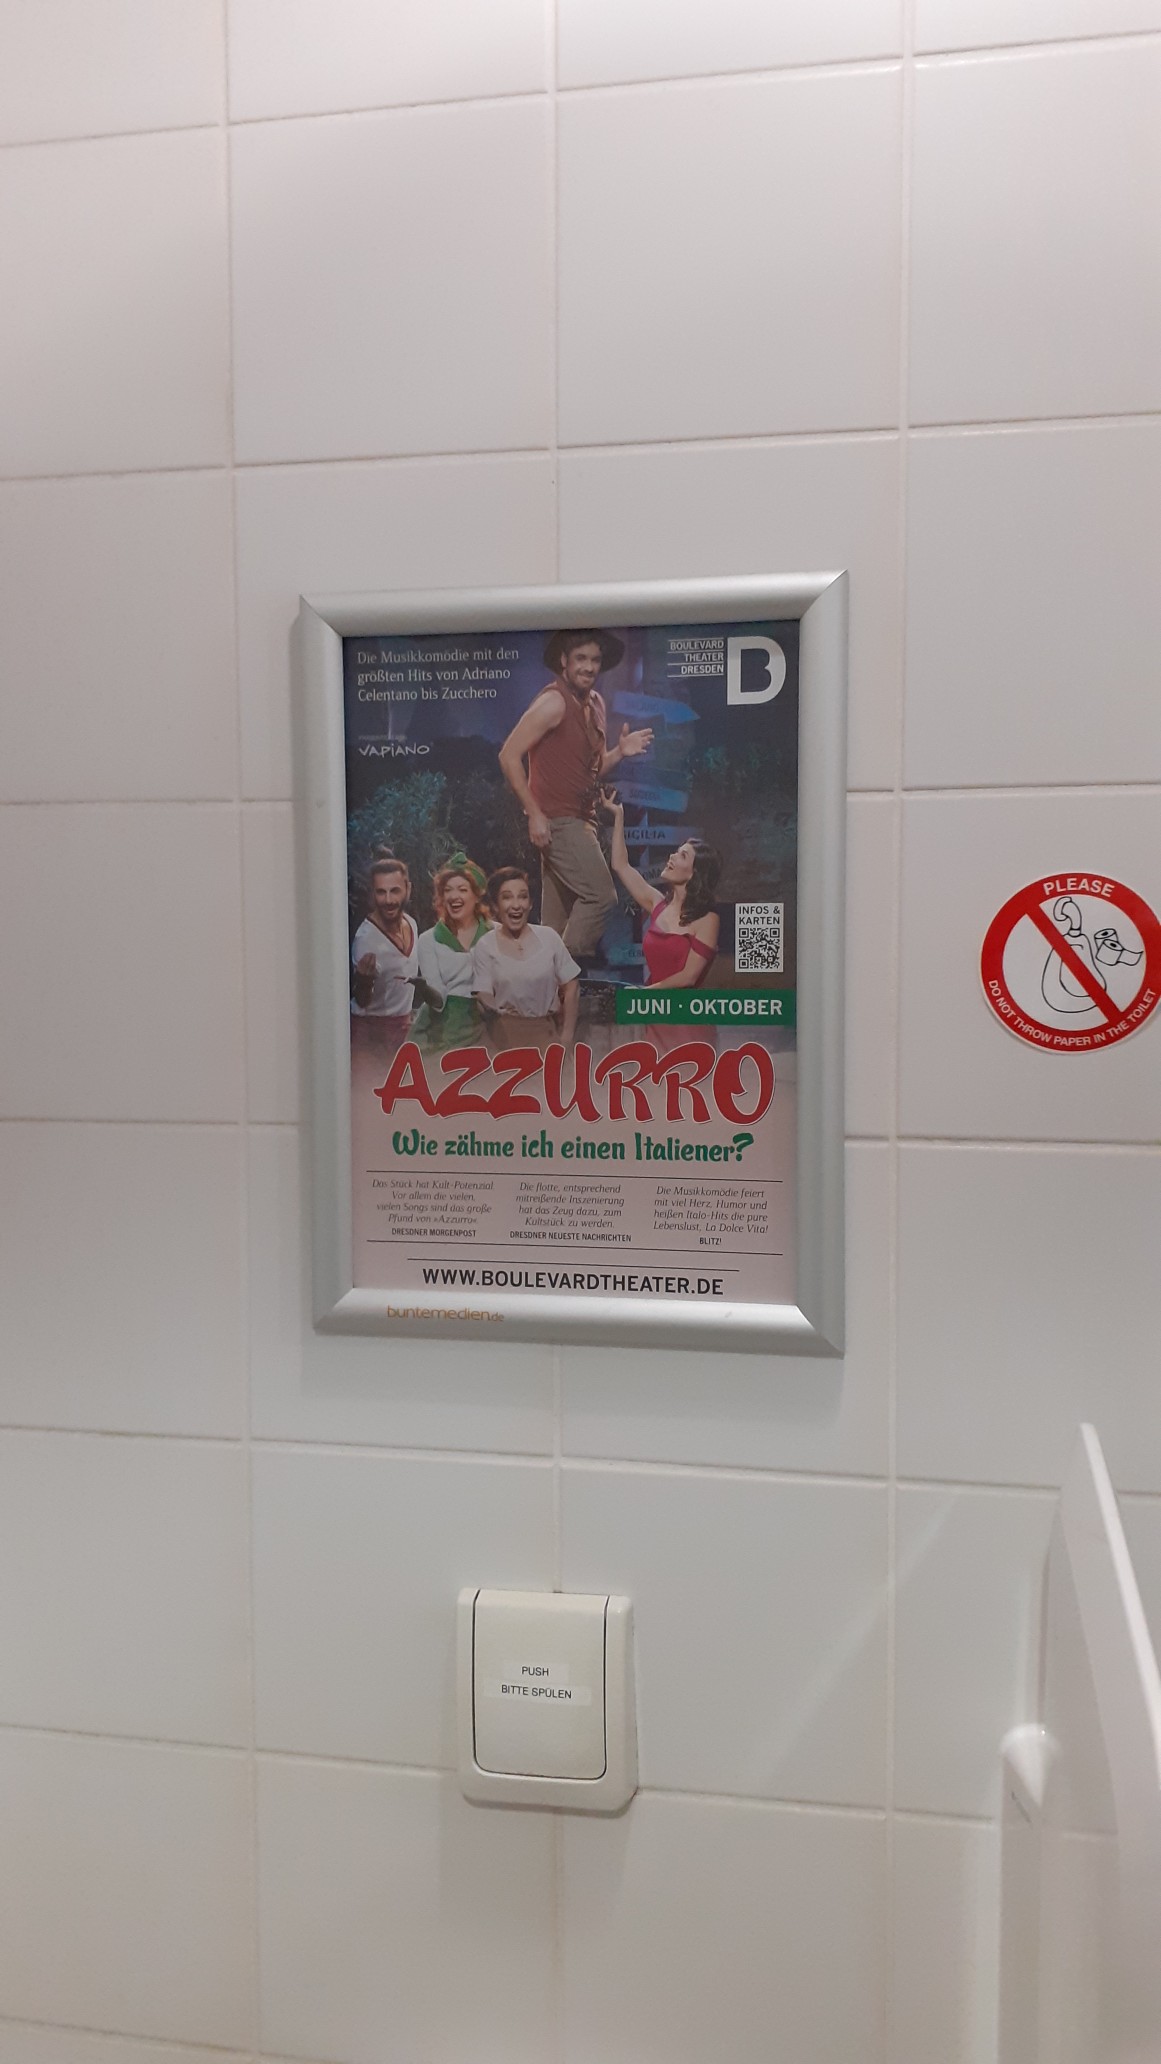 Die Musikkomödie mit den
größten Hits von Adriano
Celentano bis Zucchero
VAPIANO
BOULEVARD
THEATER
DRESDEN
B
SICILIA
INFOS &
KARTEN
JUNI · OKTOBER
AZZURRO
Wie zähme ich einen Italiener?
Das Stück hat Kult-Potenzial.
Vor allem die vielen,
vielen Songs sind das große
Pfund von »Azzurro«
DRESDNER MORGENPOST
Die flotte, entsprechend
mitreißende Inszenierung
hat das Zeug dazu, zum
Kultstück zu werden.
DRESDNER NEUESTE NACHRICHTEN
Die Musikkomödie feiert
mit viel Herz, Humor und
heißen Italo-Hits die pure
Lebenslust, La Dolce Vita!
BLITZ!
WWW.BOULEVARDTHEATER.DE
buntemedien.de
PLEASE
DO NOT THROW PAPER IN THE TOILET
PUSH
BITTE SPÜLEN